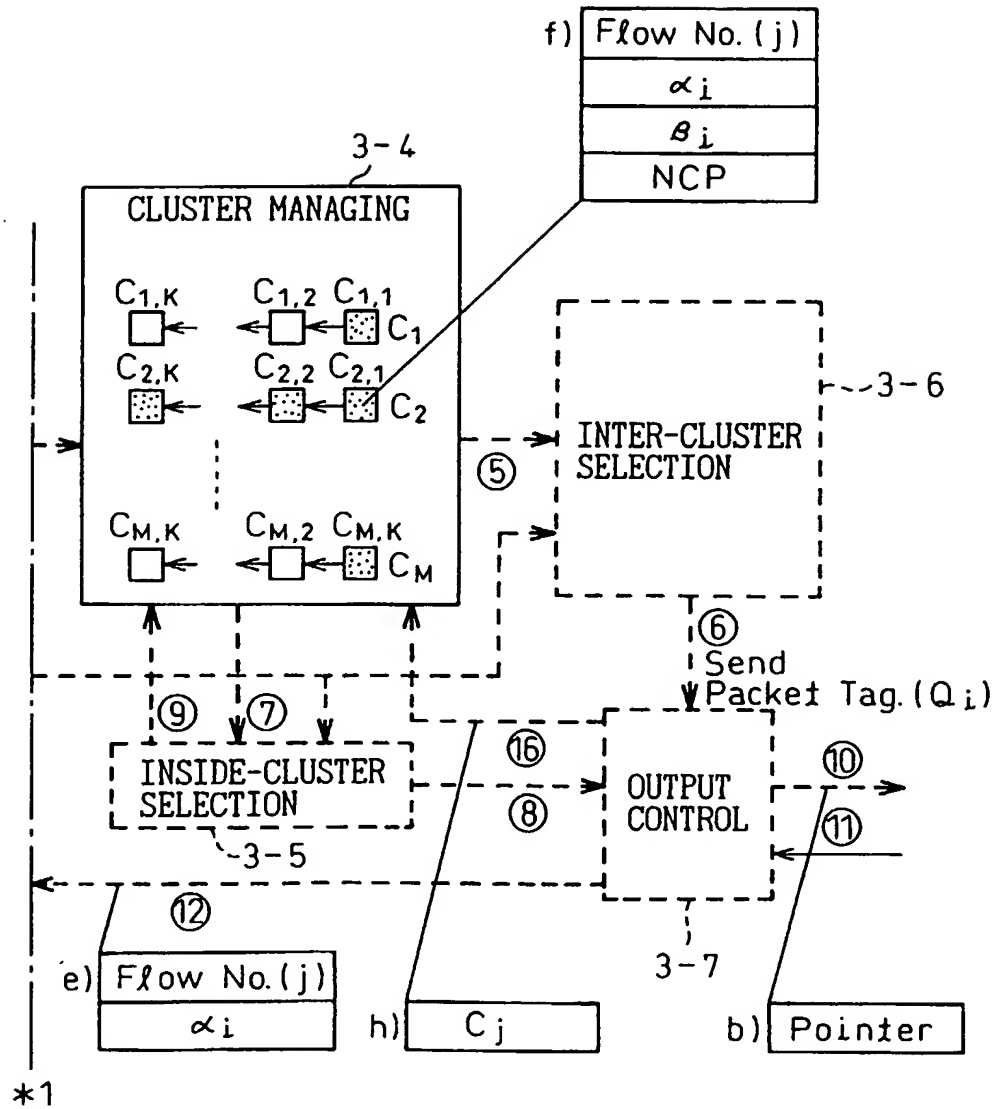 f) Flow No.(j)
αi
βi
NCP
3-4
CLUSTER MANAGING
C1,K C1,2 C1,1
C1
C2,K C2,2 C2,1
C2
CM,K CM,2 CM,K
CM
⑤
INTER-CLUSTER
SELECTION
3-6
⑥
Send
Packet Tag.(Qi)
⑨ ⑦
INSIDE-CLUSTER
SELECTION
3-5
⑯
⑧
OUTPUT
CONTROL
⑩
⑪
3-7
⑫
e) Flow No.(j)
αi
h) Cj
b) Pointer
*1